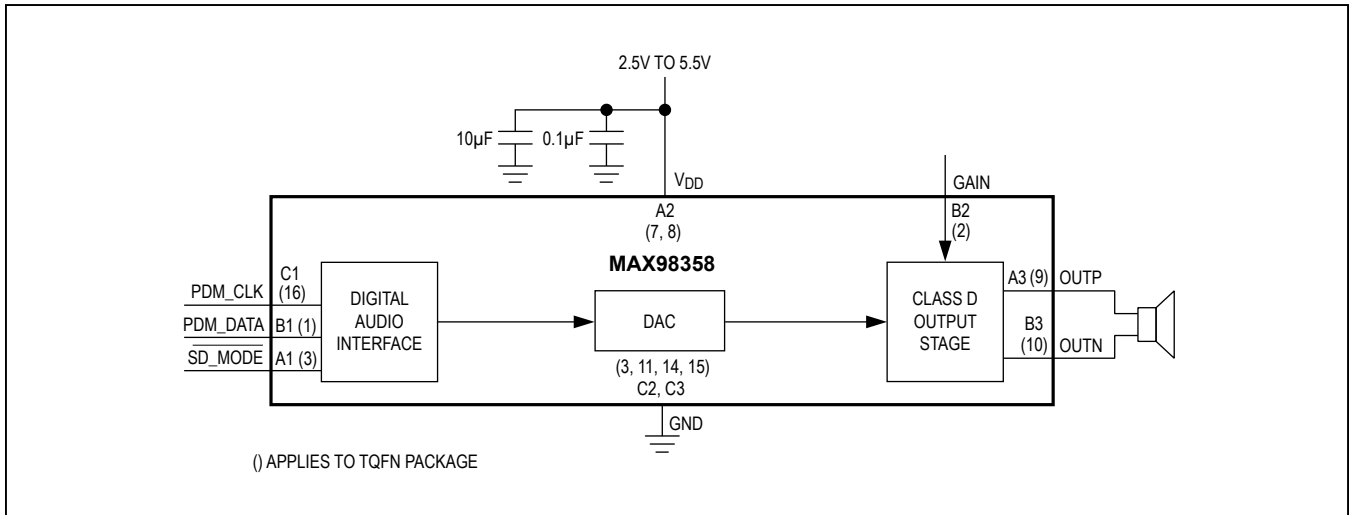 2.5V TO 5.5V
10µF
0.1µF
VDD
GAIN
A2
(7, 8)
B2
(2)
MAX98358
PDM_CLK
C1
(16)
PDM_DATA
B1 (1)
SD_MODE
A1 (3)
DIGITAL
AUDIO
INTERFACE
DAC
(3, 11, 14, 15)
C2, C3
CLASS D
OUTPUT
STAGE
A3 (9)
OUTP
B3
(10)
OUTN
GND
() APPLIES TO TQFN PACKAGE